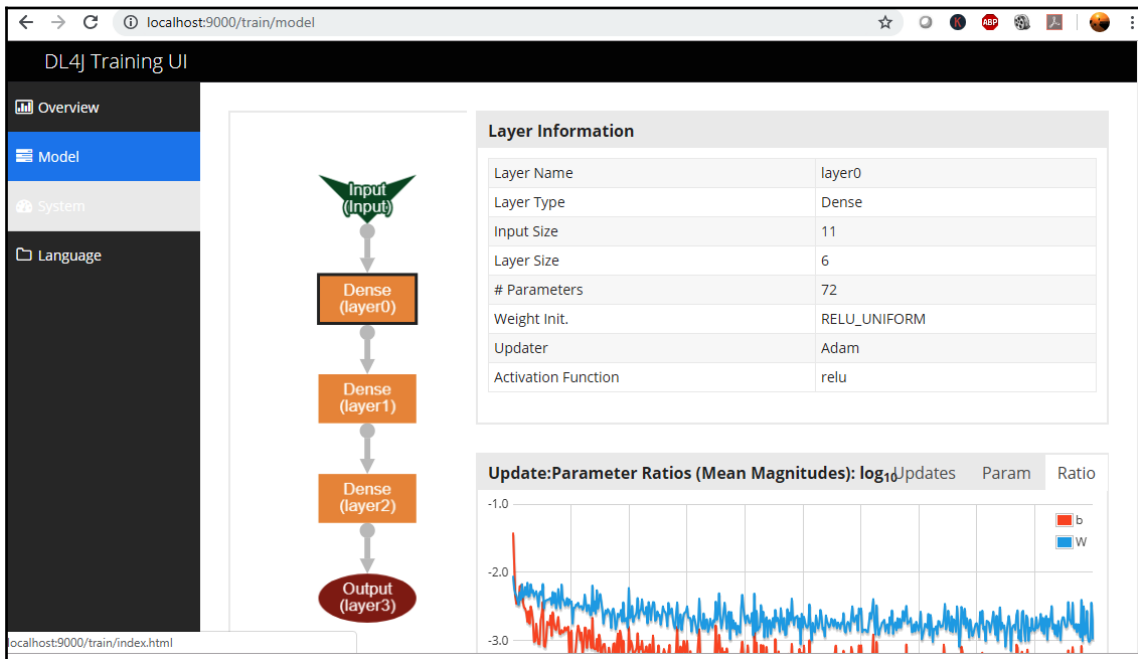 localhost:9000/train/model
ABP
DL4J Training UI
Overview
Model
System
Language
Input
(Input)
Dense
(layer0)
Dense
(layer1)
Dense
(layer2)
Output
(layer3)
Layer Information
Layer Name layer0
Layer Type Dense
Input Size 11
Layer Size 6
# Parameters 72
Weight Init. RELU_UNIFORM
Updater Adam
Activation Function relu
Update:Parameter Ratios (Mean Magnitudes): log10 Updates Param Ratio
-1.0
b
W
-2.0
-3.0
localhost:9000/train/index.html